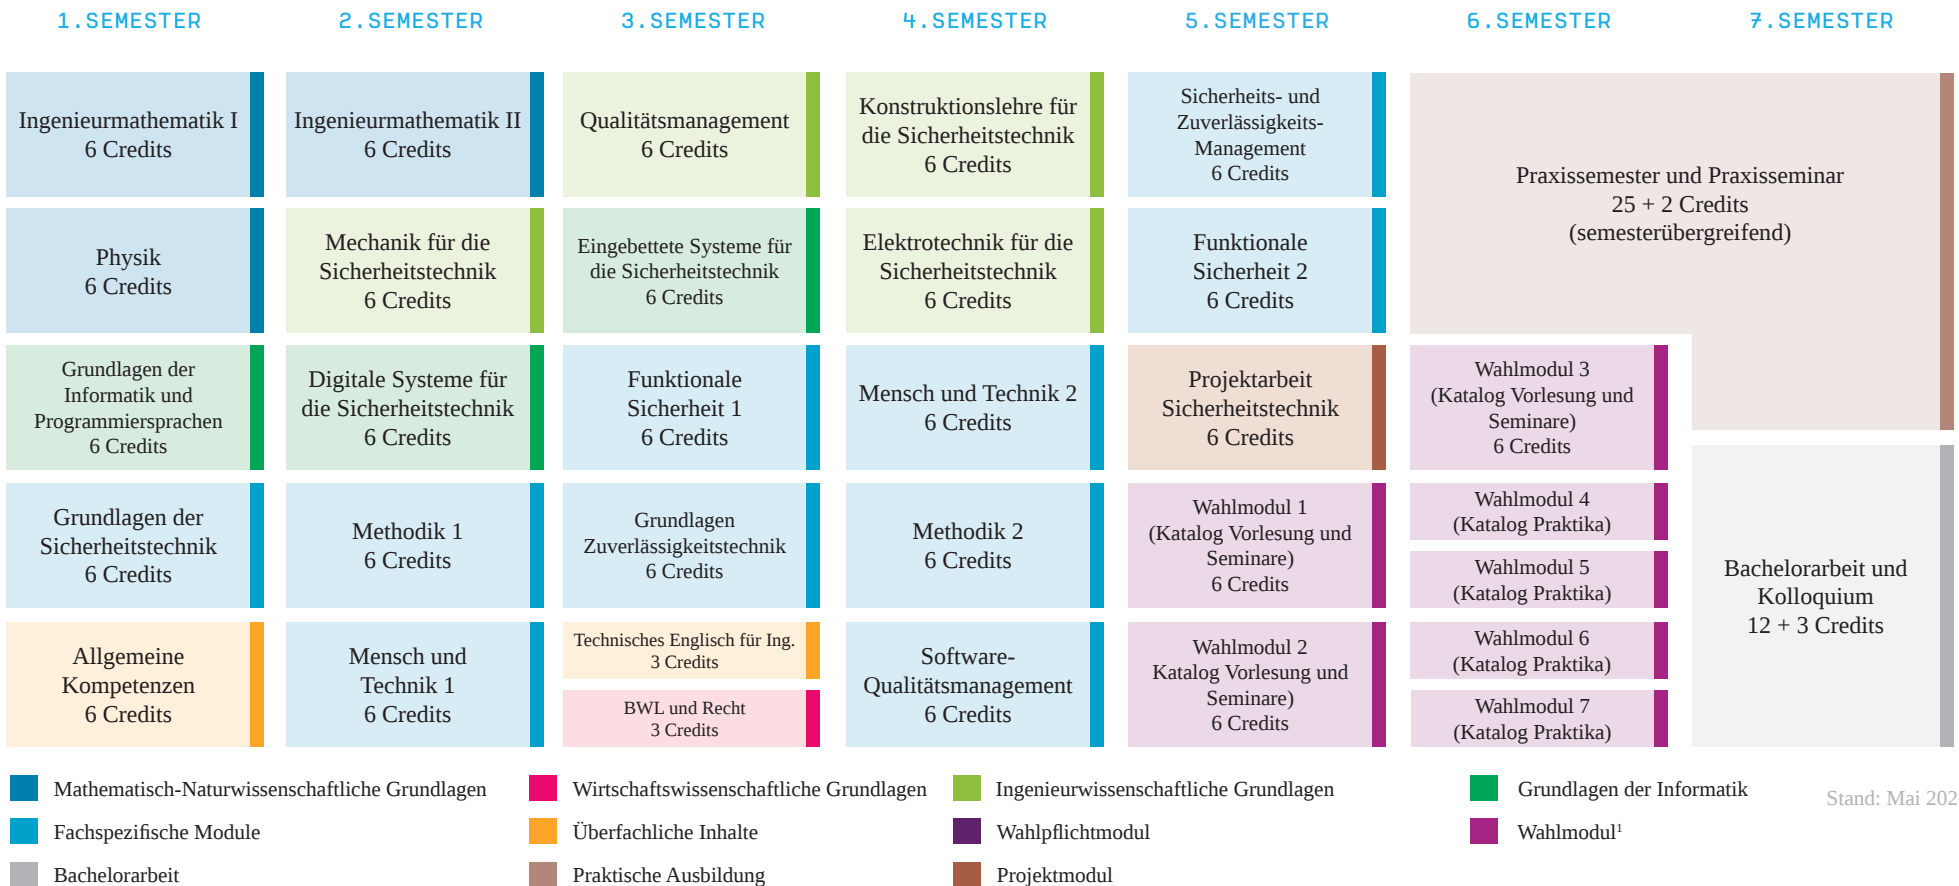 1.SEMESTER
2.SEMESTER
3.SEMESTER
4.SEMESTER
5.SEMESTER
6.SEMESTER
7.SEMESTER
Ingenieurmathematik I
6 Credits
Physik
6 Credits
Grundlagen der
Informatik und
Programmiersprachen
6 Credits
Grundlagen der
Sicherheitstechnik
6 Credits
Allgemeine
Kompetenzen
6 Credits
Ingenieurmathematik II
6 Credits
Mechanik für die
Sicherheitstechnik
6 Credits
Digitale Systeme für
die Sicherheitstechnik
6 Credits
Methodik 1
6 Credits
Mensch und
Technik 1
6 Credits
Qualitätsmanagement
6 Credits
Eingebettete Systeme für
die Sicherheitstechnik
6 Credits
Funktionale
Sicherheit 1
6 Credits
Grundlagen
Zuverlässigkeitstechnik
6 Credits
Technisches Englisch für Ing.
3 Credits
BWL und Recht
3 Credits
Konstruktionslehre für
die Sicherheitstechnik
6 Credits
Elektrotechnik für die
Sicherheitstechnik
6 Credits
Mensch und Technik 2
6 Credits
Methodik 2
6 Credits
Software-
Qualitätsmanagement
6 Credits
Sicherheits- und
Zuverlässigkeits-
Management
6 Credits
Funktionale
Sicherheit 2
6 Credits
Projektarbeit
Sicherheitstechnik
6 Credits
Wahlmodul 1
(Katalog Vorlesung und
Seminare)
6 Credits
Wahlmodul 2
Katalog Vorlesung und
Seminare)
6 Credits
Praxissemester und Praxisseminar
25 + 2 Credits
(semesterübergreifend)
Wahlmodul 3
(Katalog Vorlesung und
Seminare)
6 Credits
Wahlmodul 4
(Katalog Praktika)
Wahlmodul 5
(Katalog Praktika)
Wahlmodul 6
(Katalog Praktika)
Wahlmodul 7
(Katalog Praktika)
Bachelorarbeit und
Kolloquium
12 + 3 Credits
Mathematisch-Naturwissenschaftliche Grundlagen
Fachspezifische Module
Bachelorarbeit
Wirtschaftswissenschaftliche Grundlagen
Überfachliche Inhalte
Praktische Ausbildung
Ingenieurwissenschaftliche Grundlagen
Wahlpflichtmodul
Projektmodul
Grundlagen der Informatik
Wahlmodul¹
Stand: Mai 202